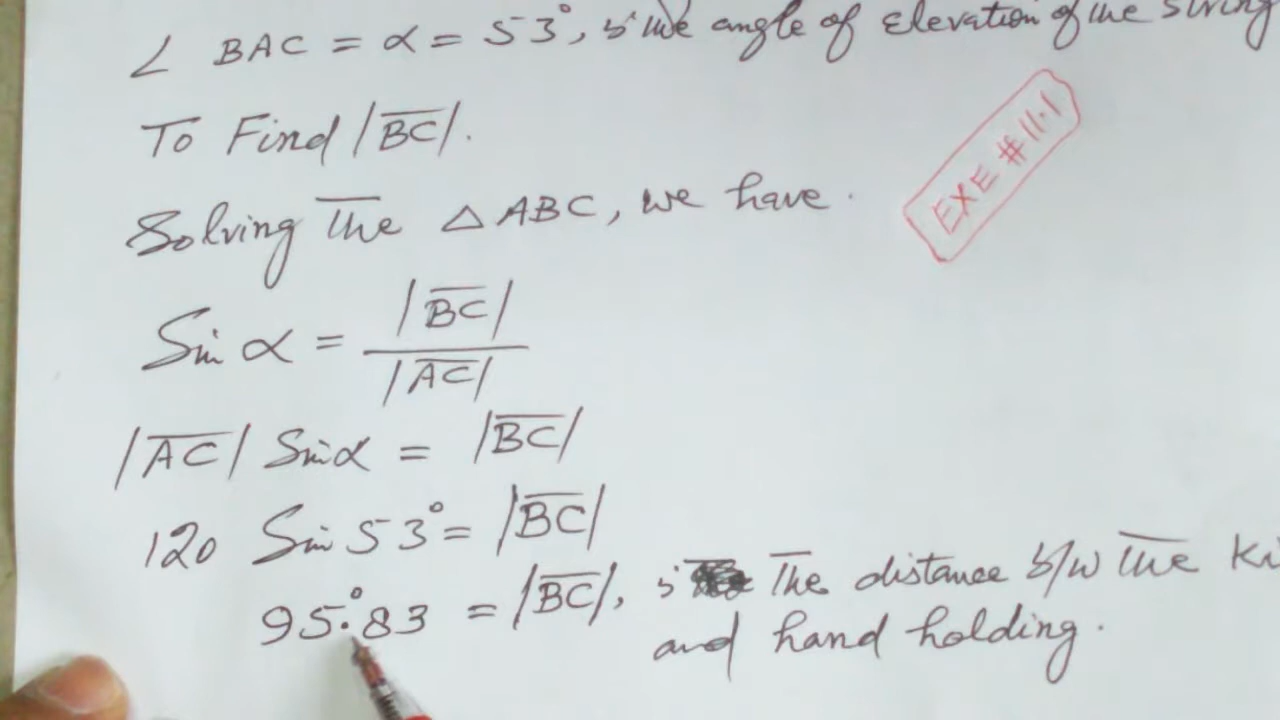 ∠ BAC = α = 53°, is the angle of Elevation of the string
To Find |BC|.
EXE # 11.1
Solving The △ABC, we have.
Sin α = |BC| / |AC|
|AC| Sin α = |BC|
120 Sin 53° = |BC|
95.°83 = |BC|, is The distance b/w The Ki
and hand holding.